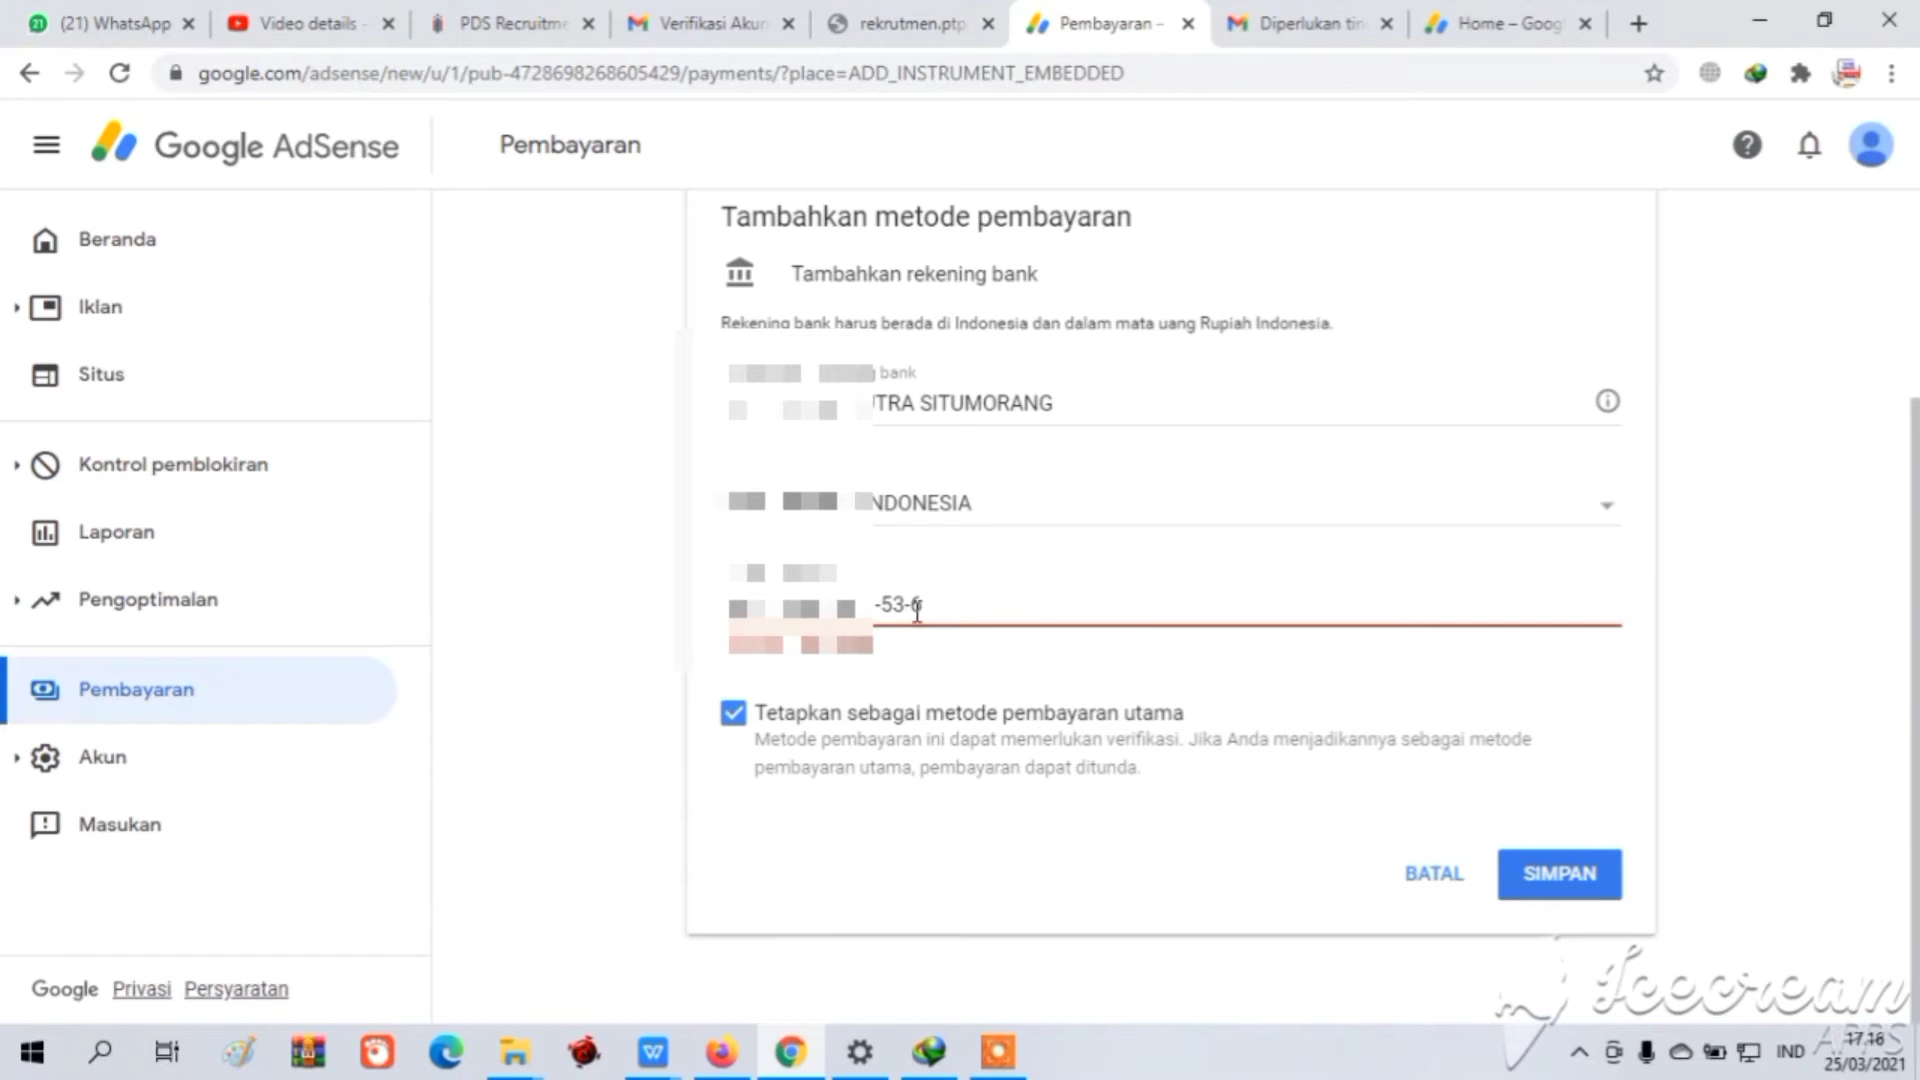 (21) WhatsApp
Video details -
PDS Recruitme
Verifikasi Akun
rekrutmen.ptp
Pembayaran –
Diperlukan tin
Home – Goog
google.com/adsense/new/u/1/pub-4728698268605429/payments/?place=ADD_INSTRUMENT_EMBEDDED
Google AdSense
Pembayaran
Beranda
Iklan
Situs
Kontrol pemblokiran
Laporan
Pengoptimalan
Pembayaran
Akun
Masukan
Google Privasi Persyaratan
Tambahkan metode pembayaran
Tambahkan rekening bank
Rekening bank harus berada di Indonesia dan dalam mata uang Rupiah Indonesia.
bank
TRA SITUMORANG
NDONESIA
-53-6
Tetapkan sebagai metode pembayaran utama
Metode pembayaran ini dapat memerlukan verifikasi. Jika Anda menjadikannya sebagai metode
pembayaran utama, pembayaran dapat ditunda.
BATAL
SIMPAN
Icecream
APPS
IND
17.16
25/03/2021